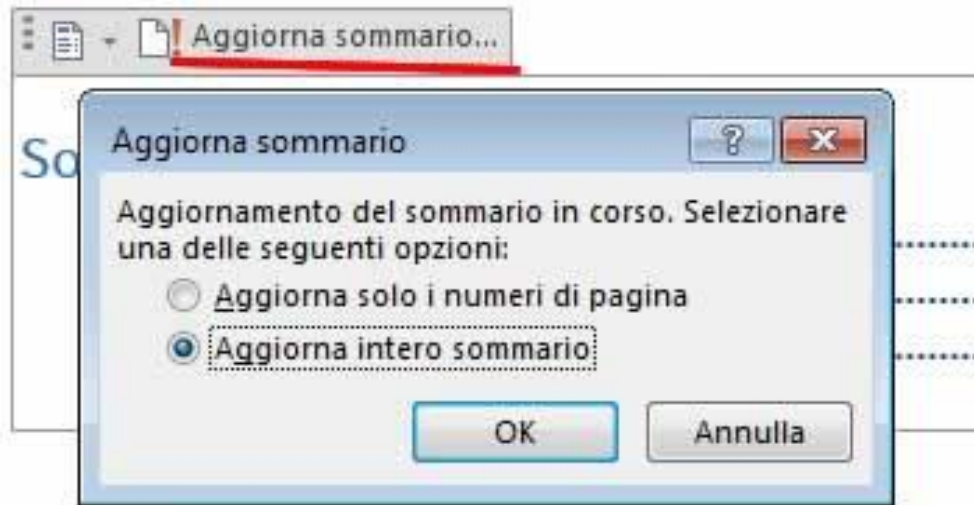 Aggiorna sommario...
So
Aggiorna sommario
Aggiornamento del sommario in corso. Selezionare
una delle seguenti opzioni:
Aggiorna solo i numeri di pagina
Aggiorna intero sommario
OK
Annulla